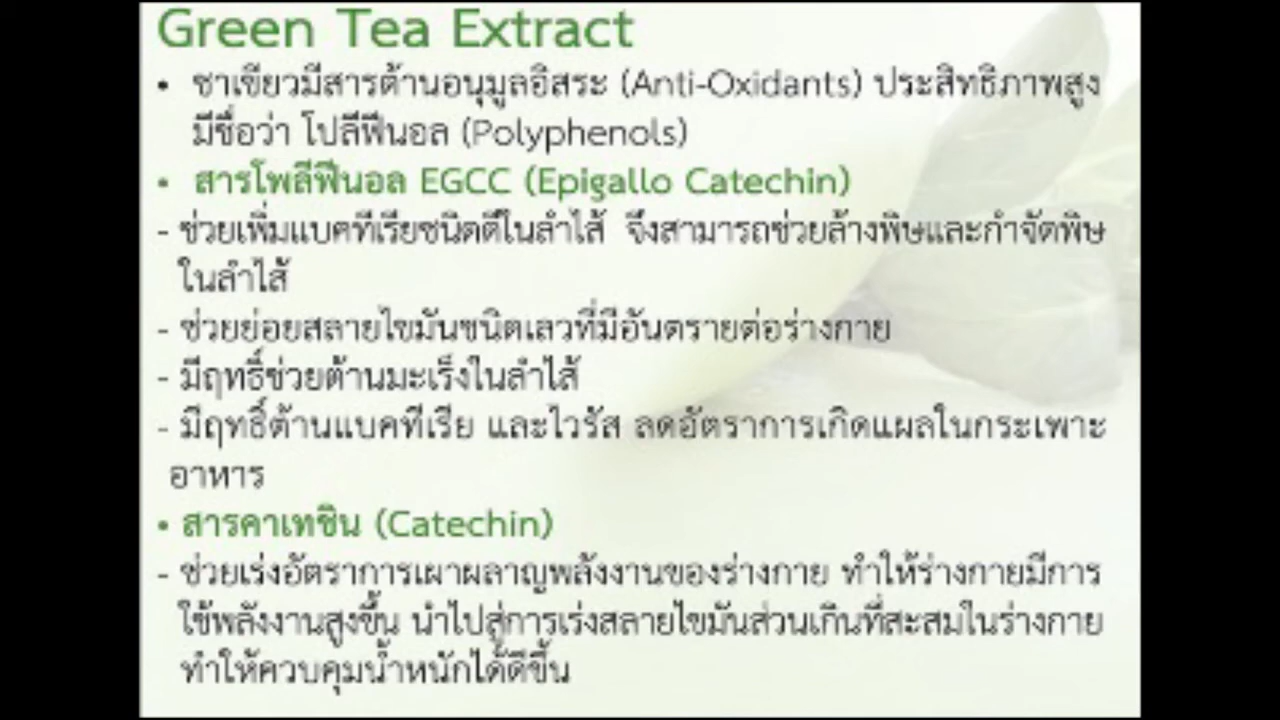 Green Tea Extract
• ชาเขียวมีสารต้านอนุมูลอิสระ (Anti-Oxidants) ประสิทธิภาพสูง
มีชื่อว่า โปลีฟีนอล (Polyphenols)
• สารโพลีฟีนอล EGCC (Epigallo Catechin)
- ช่วยเพิ่มแบคทีเรียชนิดดีในลำไส้ จึงสามารถช่วยล้างพิษและกำจัดพิษ
ในลำไส้
- ช่วยย่อยสลายไขมันชนิดเลวที่มีอันตรายต่อร่างกาย
- มีฤทธิ์ช่วยต้านมะเร็งในลำไส้
- มีฤทธิ์ต้านแบคทีเรีย และไวรัส ลดอัตราการเกิดแผลในกระเพาะ
อาหาร
• สารคาเทชิน (Catechin)
- ช่วยเร่งอัตราการเผาผลาญพลังงานของร่างกาย ทำให้ร่างกายมีการ
ใช้พลังงานสูงขึ้น นำไปสู่การเร่งสลายไขมันส่วนเกินที่สะสมในร่างกาย
ทำให้ควบคุมน้ำหนักได้ดีขึ้น